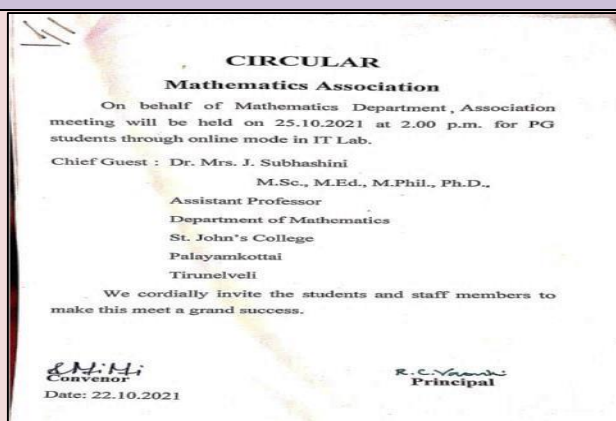 CIRCULAR
Mathematics Association
On behalf of Mathematics Department, Association
meeting will be held on 25.10.2021 at 2.00 p.m. for PG
students through online mode in IT Lab.
Chief Guest : Dr. Mrs. J. Subhashini
M.Sc., M.Ed., M.Phil., Ph.D.,
Assistant Professor
Department of Mathematics
St. John's College
Palayamkottai
Tirunelveli
We cordially invite the students and staff members to
make this meet a grand success.
Convenor
R.C.
Principal
Date: 22.10.2021